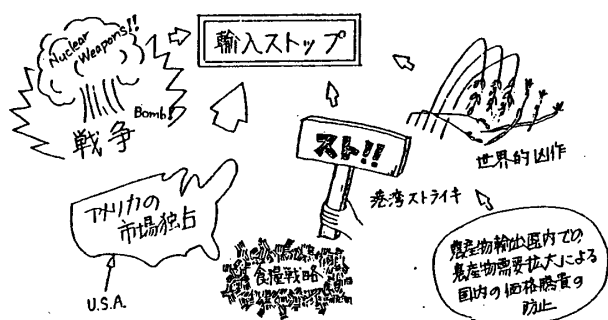 Nuclear
Weapons!!
Bomb!
戦争
輸入ストップ
スト!!
港湾ストライキ
世界的凶作
アメリカの
市場独占
U.S.A.
食糧戦略
農産物輸出国内での
農産物需要拡大による
国内の価格騰貴の
防止